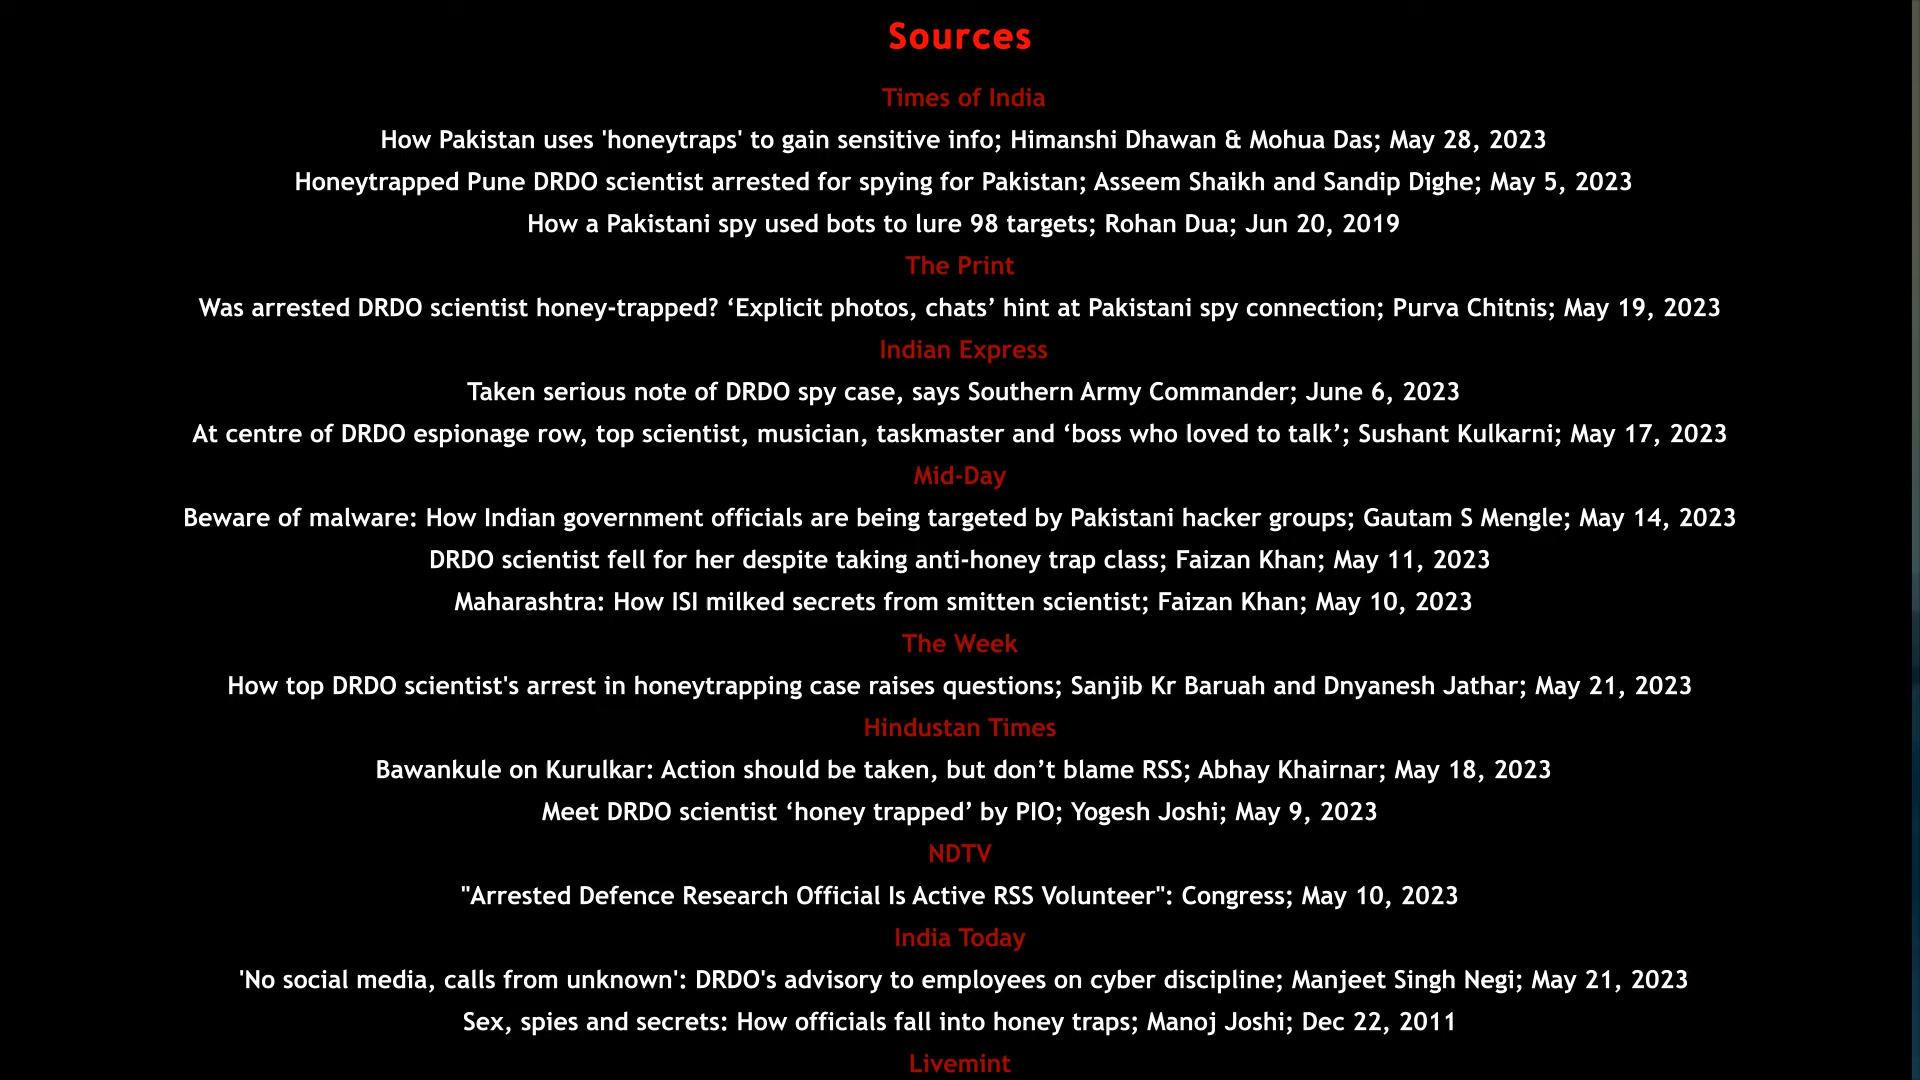 Sources
Times of India
How Pakistan uses 'honeytraps' to gain sensitive info; Himanshi Dhawan & Mohua Das; May 28, 2023
Honeytrapped Pune DRDO scientist arrested for spying for Pakistan; Asseem Shaikh and Sandip Dighe; May 5, 2023
How a Pakistani spy used bots to lure 98 targets; Rohan Dua; Jun 20, 2019
The Print
Was arrested DRDO scientist honey-trapped? ‘Explicit photos, chats’ hint at Pakistani spy connection; Purva Chitnis; May 19, 2023
Indian Express
Taken serious note of DRDO spy case, says Southern Army Commander; June 6, 2023
At centre of DRDO espionage row, top scientist, musician, taskmaster and ‘boss who loved to talk’; Sushant Kulkarni; May 17, 2023
Mid-Day
Beware of malware: How Indian government officials are being targeted by Pakistani hacker groups; Gautam S Mengle; May 14, 2023
DRDO scientist fell for her despite taking anti-honey trap class; Faizan Khan; May 11, 2023
Maharashtra: How ISI milked secrets from smitten scientist; Faizan Khan; May 10, 2023
The Week
How top DRDO scientist's arrest in honeytrapping case raises questions; Sanjib Kr Baruah and Dnyanesh Jathar; May 21, 2023
Hindustan Times
Bawankule on Kurulkar: Action should be taken, but don’t blame RSS; Abhay Khairnar; May 18, 2023
Meet DRDO scientist ‘honey trapped’ by PIO; Yogesh Joshi; May 9, 2023
NDTV
"Arrested Defence Research Official Is Active RSS Volunteer": Congress; May 10, 2023
India Today
'No social media, calls from unknown': DRDO's advisory to employees on cyber discipline; Manjeet Singh Negi; May 21, 2023
Sex, spies and secrets: How officials fall into honey traps; Manoj Joshi; Dec 22, 2011
Livemint